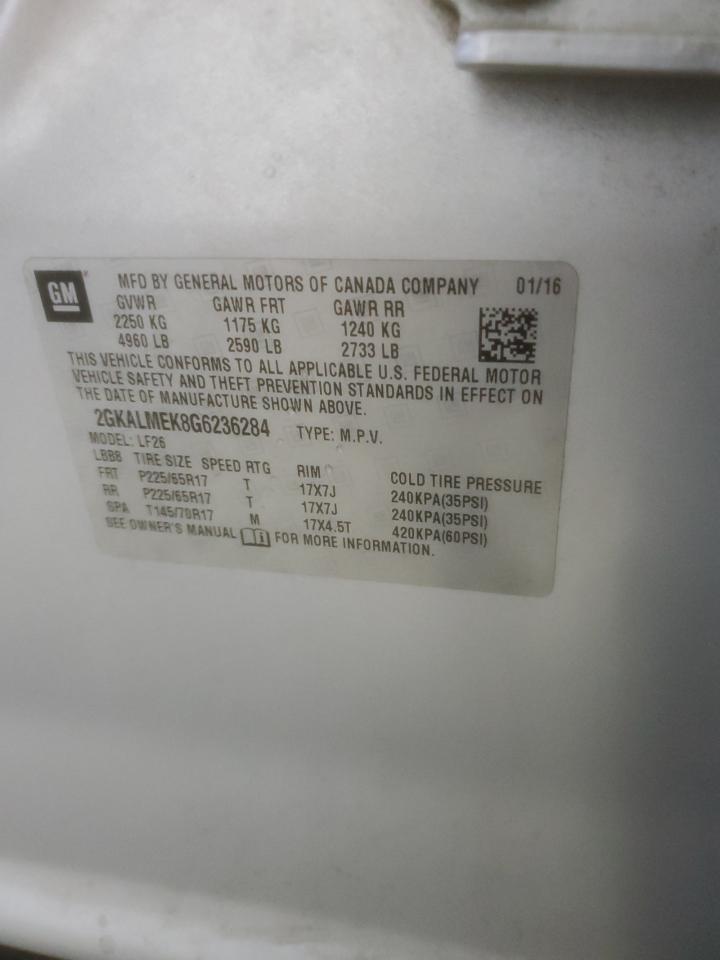 GM
MFD BY GENERAL MOTORS OF CANADA COMPANY 01/16
GVWR GAWR FRT GAWR RR
2250 KG 1175 KG 1240 KG
4960 LB 2590 LB 2733 LB
THIS VEHICLE CONFORMS TO ALL APPLICABLE U.S. FEDERAL MOTOR
VEHICLE SAFETY AND THEFT PREVENTION STANDARDS IN EFFECT ON
THE DATE OF MANUFACTURE SHOWN ABOVE.
2GKALMEK8G6236284 TYPE: M.P.V.
MODEL: LF26
LBB8 TIRE SIZE SPEED RTG RIM COLD TIRE PRESSURE
FRT P225/65R17 T 17X7J 240KPA(35PSI)
RR P225/65R17 T 17X7J 240KPA(35PSI)
SPA T145/70R17 M 17X4.5T 420KPA(60PSI)
SEE OWNER'S MANUAL FOR MORE INFORMATION.